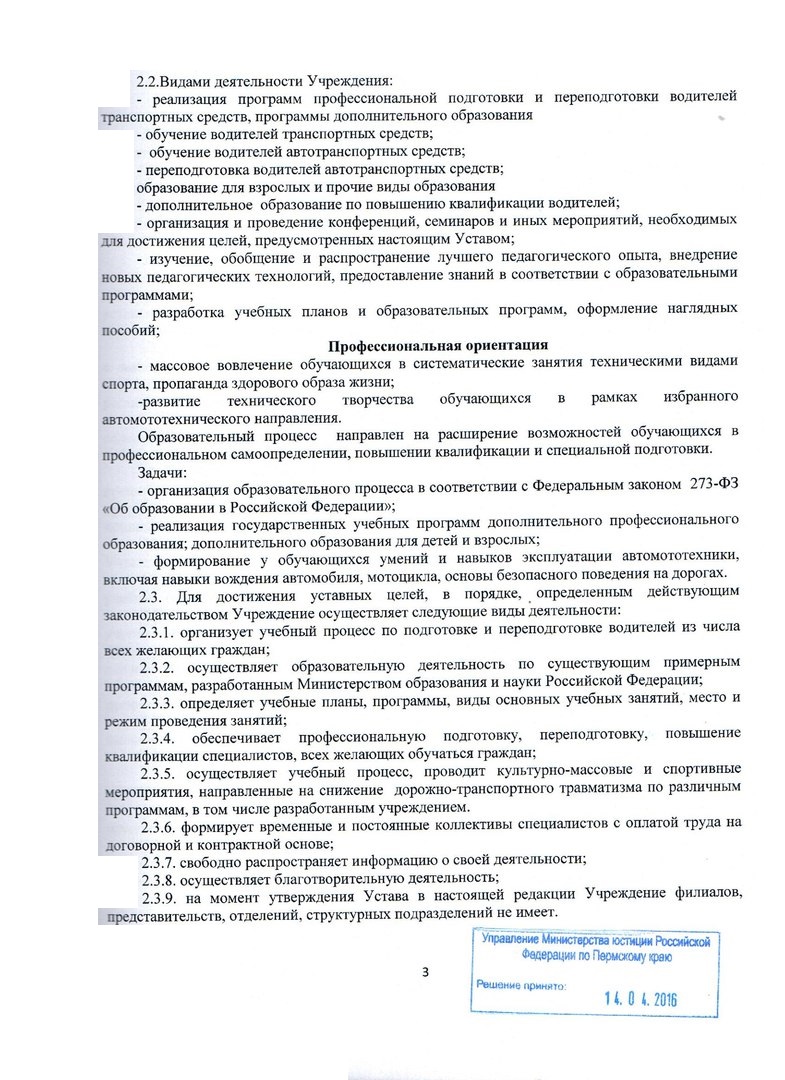 2.2.Видами деятельности Учреждения:
- реализация программ профессиональной подготовки и переподготовки водителей
транспортных средств, программы дополнительного образования
- обучение водителей транспортных средств;
- обучение водителей автотранспортных средств;
- переподготовка водителей автотранспортных средств;
образование для взрослых и прочие виды образования
- дополнительное образование по повышению квалификации водителей;
- организация и проведение конференций, семинаров и иных мероприятий, необходимых
для достижения целей, предусмотренных настоящим Уставом;
- изучение, обобщение и распространение лучшего педагогического опыта, внедрение
новых педагогических технологий, предоставление знаний в соответствии с образовательными
программами;
- разработка учебных планов и образовательных программ, оформление наглядных
пособий;
Профессиональная ориентация
- массовое вовлечение обучающихся в систематические занятия техническими видами
спорта, пропаганда здорового образа жизни;
-развитие технического творчества обучающихся в рамках избранного
автомототехнического направления.
Образовательный процесс направлен на расширение возможностей обучающихся в
профессиональном самоопределении, повышении квалификации и специальной подготовки.
Задачи:
- организация образовательного процесса в соответствии с Федеральным законом 273-ФЗ
«Об образовании в Российской Федерации»;
- реализация государственных учебных программ дополнительного профессионального
образования; дополнительного образования для детей и взрослых;
- формирование у обучающихся умений и навыков эксплуатации автомототехники,
включая навыки вождения автомобиля, мотоцикла, основы безопасного поведения на дорогах.
2.3. Для достижения уставных целей, в порядке, определенным действующим
законодательством Учреждение осуществляет следующие виды деятельности:
2.3.1. организует учебный процесс по подготовке и переподготовке водителей из числа
всех желающих граждан;
2.3.2. осуществляет образовательную деятельность по существующим примерным
программам, разработанным Министерством образования и науки Российской Федерации;
2.3.3. определяет учебные планы, программы, виды основных учебных занятий, место и
режим проведения занятий;
2.3.4. обеспечивает профессиональную подготовку, переподготовку, повышение
квалификации специалистов, всех желающих обучаться граждан;
2.3.5. осуществляет учебный процесс, проводит культурно-массовые и спортивные
мероприятия, направленные на снижение дорожно-транспортного травматизма по различным
программам, в том числе разработанным учреждением.
2.3.6. формирует временные и постоянные коллективы специалистов с оплатой труда на
договорной и контрактной основе;
2.3.7. свободно распространяет информацию о своей деятельности;
2.3.8. осуществляет благотворительную деятельность;
2.3.9. на момент утверждения Устава в настоящей редакции Учреждение филиалов,
представительств, отделений, структурных подразделений не имеет.
Управление Министерства юстиции Российской
Федерации по Пермскому краю
Решение принято:
14. 04. 2016
3